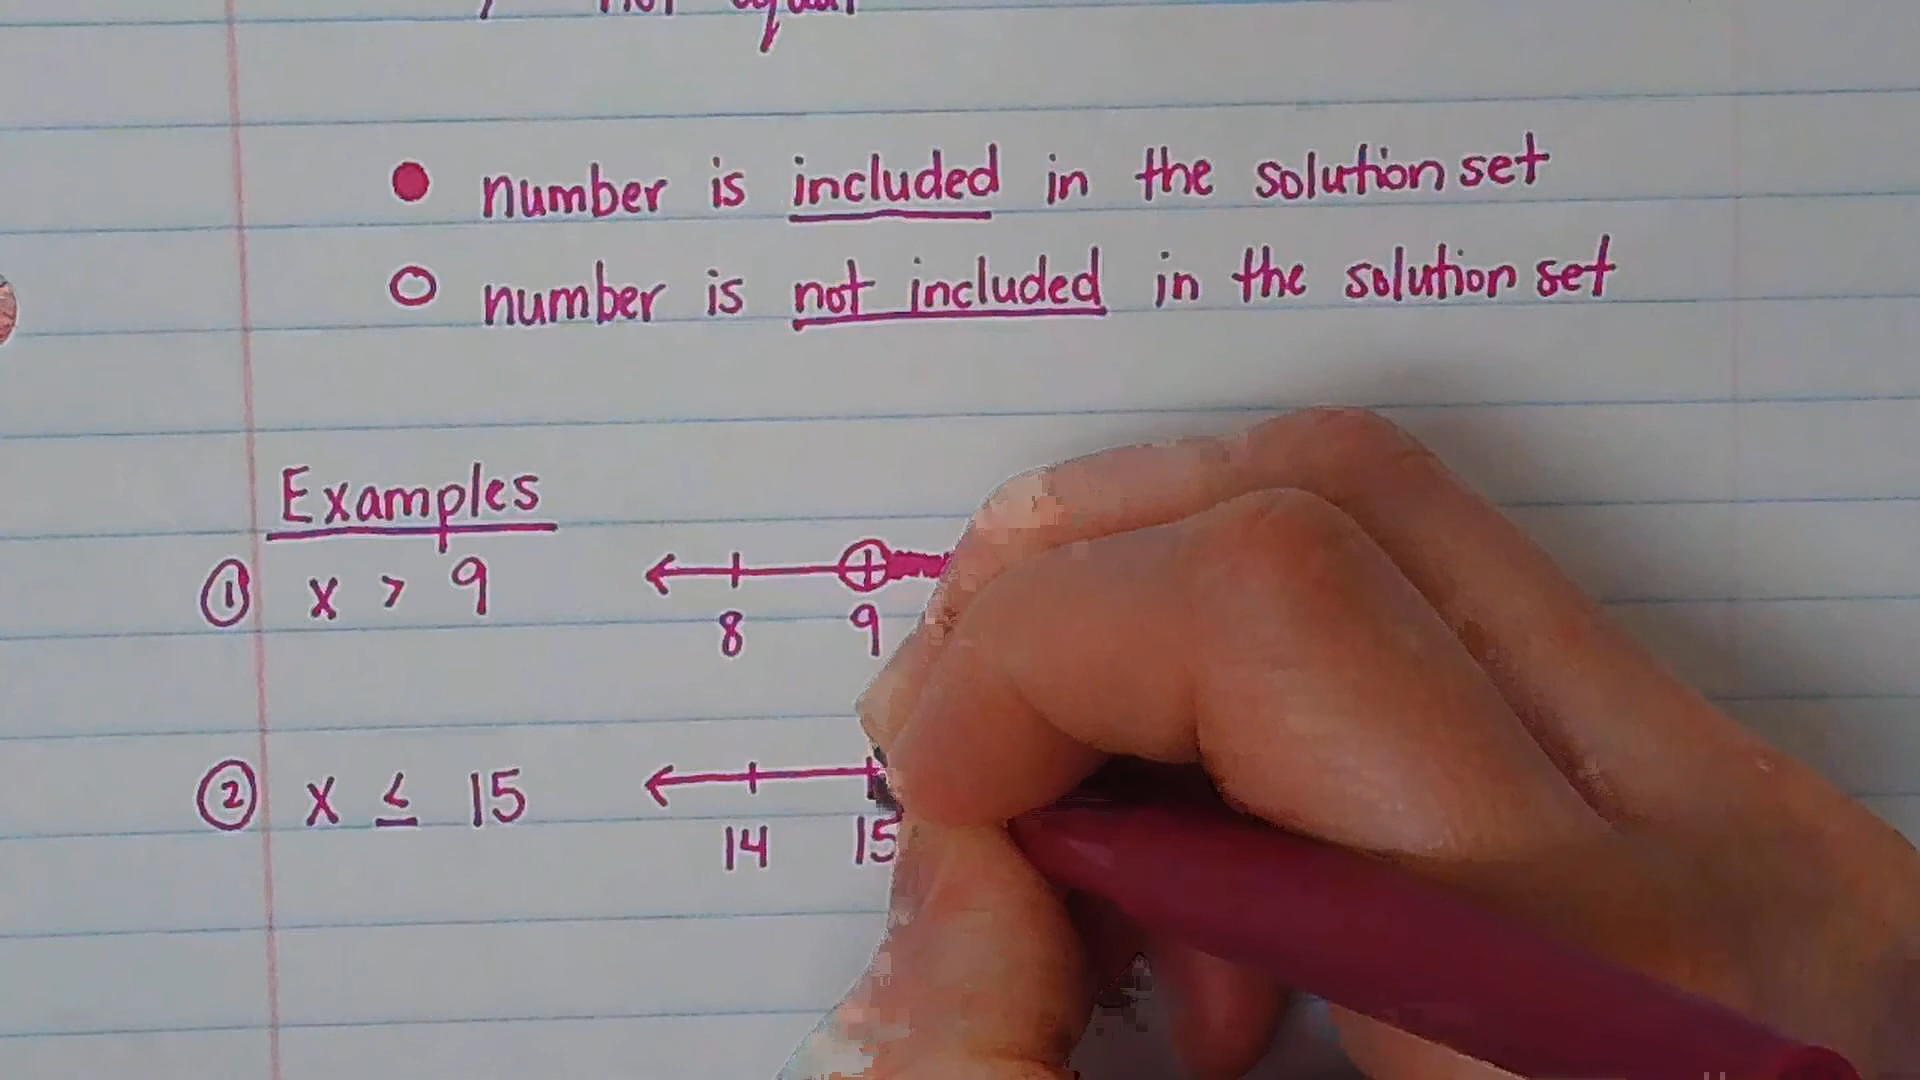 number is included in the solution set
number is not included in the solution set
Examples
① x > 9
8 9
② x ≤ 15
14 15